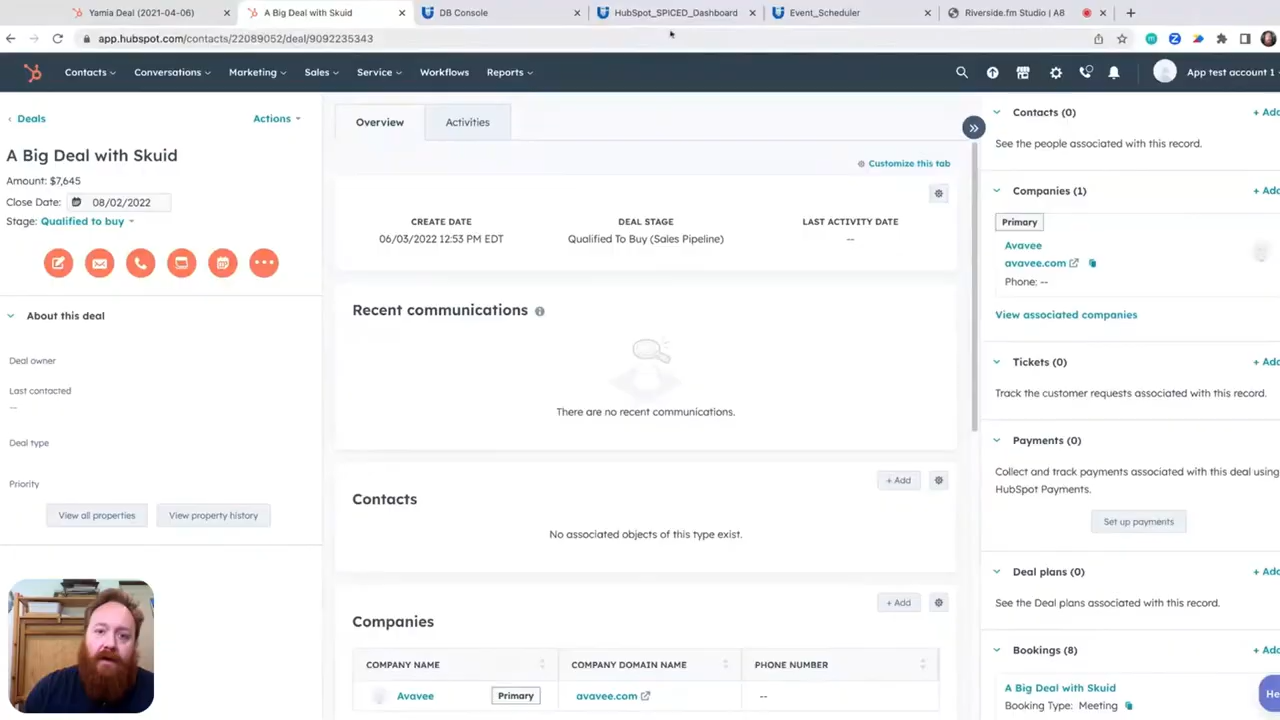 Yamia Deal (2021-04-06)
A Big Deal with Skuid
DB Console
HubSpot_SPICED_Dashboard
Event_Scheduler
Riverside.fm Studio | A8
app.hubspot.com/contacts/22089052/deal/9092235343
Contacts
Conversations
Marketing
Sales
Service
Workflows
Reports
App test account 1
Deals
Actions
A Big Deal with Skuid
Amount: $7,645
Close Date: 08/02/2022
Stage: Qualified to buy
About this deal
Deal owner
Last contacted
--
Deal type
Priority
View all properties
View property history
Overview
Activities
Customize this tab
CREATE DATE
DEAL STAGE
LAST ACTIVITY DATE
06/03/2022 12:53 PM EDT
Qualified To Buy (Sales Pipeline)
--
Recent communications
There are no recent communications.
+ Add
Contacts
No associated objects of this type exist.
+ Add
Companies
COMPANY NAME
COMPANY DOMAIN NAME
PHONE NUMBER
Avavee
Primary
avavee.com
--
Contacts (0)
+ Add
See the people associated with this record.
Companies (1)
+ Add
Primary
Avavee
avavee.com
Phone: --
View associated companies
Tickets (0)
+ Add
Track the customer requests associated with this record.
Payments (0)
Collect and track payments associated with this deal using
HubSpot Payments.
Set up payments
Deal plans (0)
+ Add
See the Deal plans associated with this record.
Bookings (8)
+ Add
A Big Deal with Skuid
Booking Type: Meeting
He